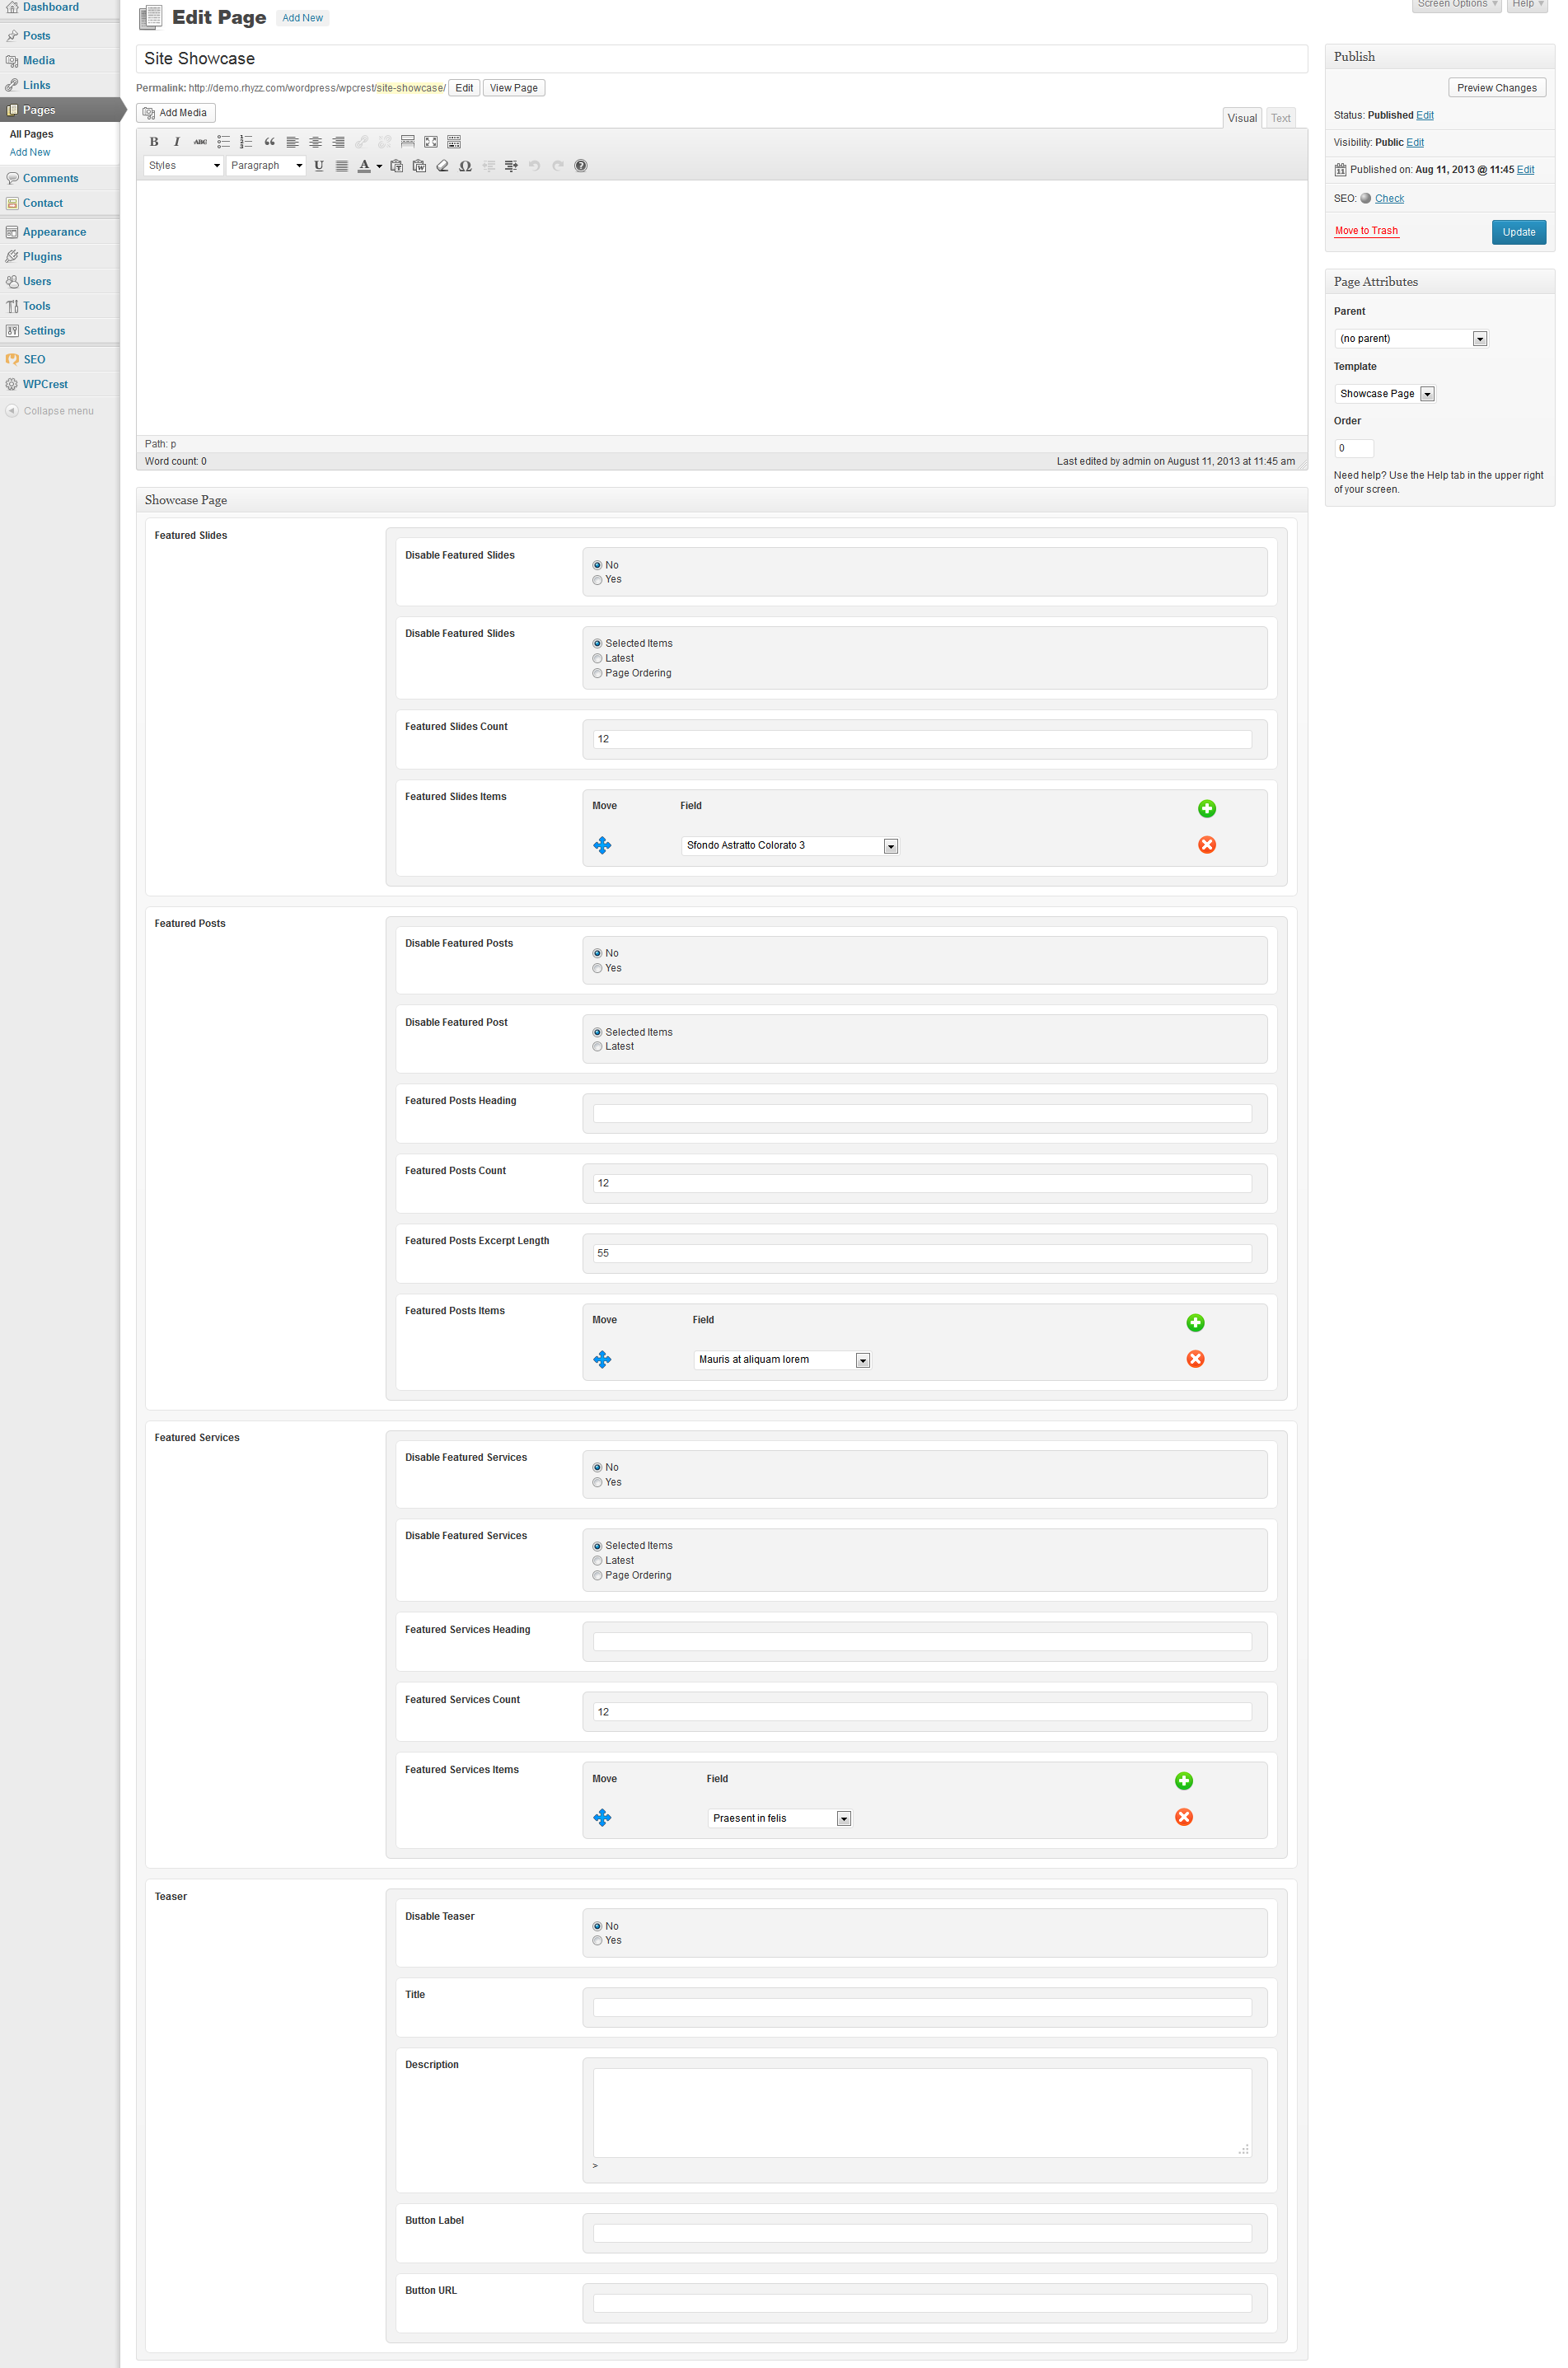 Dashboard
Posts
Media
Links
Pages
All Pages
Add New
Comments
Contact
Appearance
Plugins
Users
Tools
Settings
SEO
WPCrest
Collapse menu
Screen Options
Help
Edit Page Add New
Site Showcase
Permalink: http://demo.rhyzz.com/wordpress/wpcrest/site-showcase/ Edit View Page
Add Media
Visual Text
B I ABC
Styles Paragraph U A Ω
Path: p
Word count: 0 Last edited by admin on August 11, 2013 at 11:45 am
Publish
Preview Changes
Status: Published Edit
Visibility: Public Edit
Published on: Aug 11, 2013 @ 11:45 Edit
SEO: Check
Move to Trash Update
Page Attributes
Parent
(no parent)
Template
Showcase Page
Order
0
Need help? Use the Help tab in the upper right
of your screen.
Showcase Page
Featured Slides
Disable Featured Slides
No
Yes
Disable Featured Slides
Selected Items
Latest
Page Ordering
Featured Slides Count
12
Featured Slides Items
Move Field
Sfondo Astratto Colorato 3
Featured Posts
Disable Featured Posts
No
Yes
Disable Featured Post
Selected Items
Latest
Featured Posts Heading
Featured Posts Count
12
Featured Posts Excerpt Length
55
Featured Posts Items
Move Field
Mauris at aliquam lorem
Featured Services
Disable Featured Services
No
Yes
Disable Featured Services
Selected Items
Latest
Page Ordering
Featured Services Heading
Featured Services Count
12
Featured Services Items
Move Field
Praesent in felis
Teaser
Disable Teaser
No
Yes
Title
Description
>
Button Label
Button URL